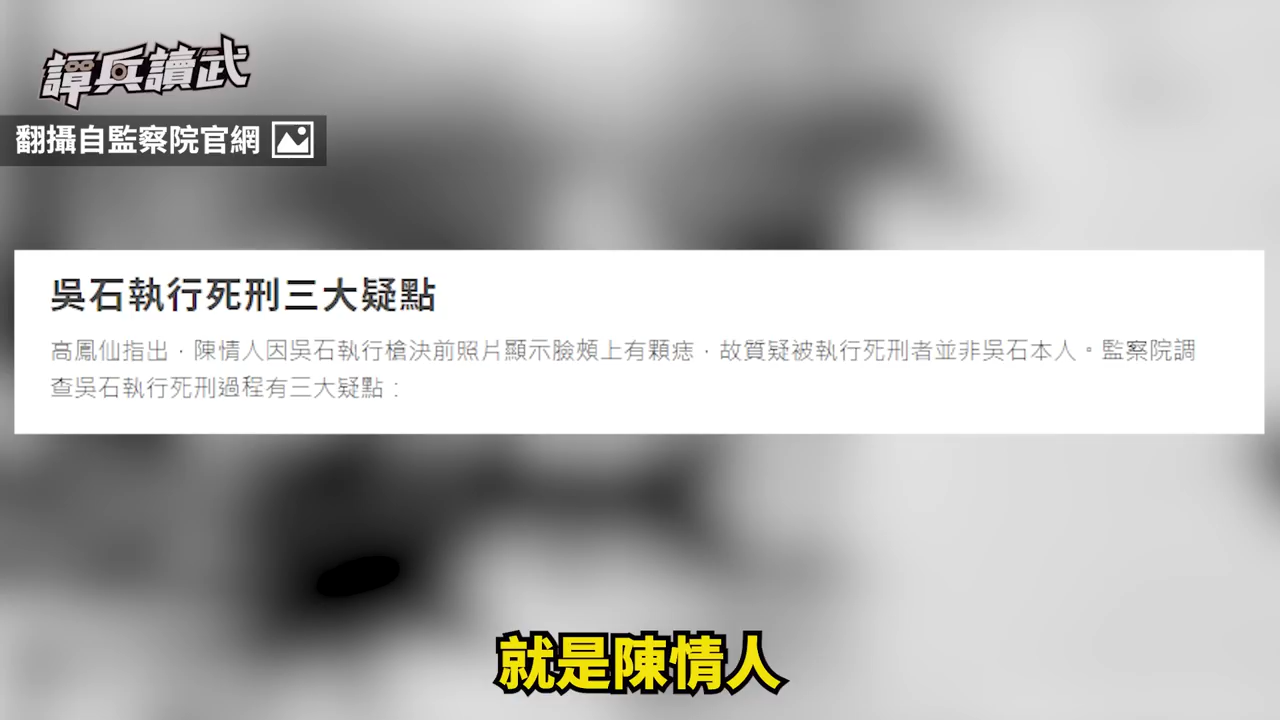 譚兵讀武
翻攝自監察院官網
吳石執行死刑三大疑點
高鳳仙指出，陳情人因吳石執行槍決前照片顯示臉頰上有顆痣，故質疑被執行死刑者並非吳石本人。監察院調
查吳石執行死刑過程有三大疑點：
就是陳情人